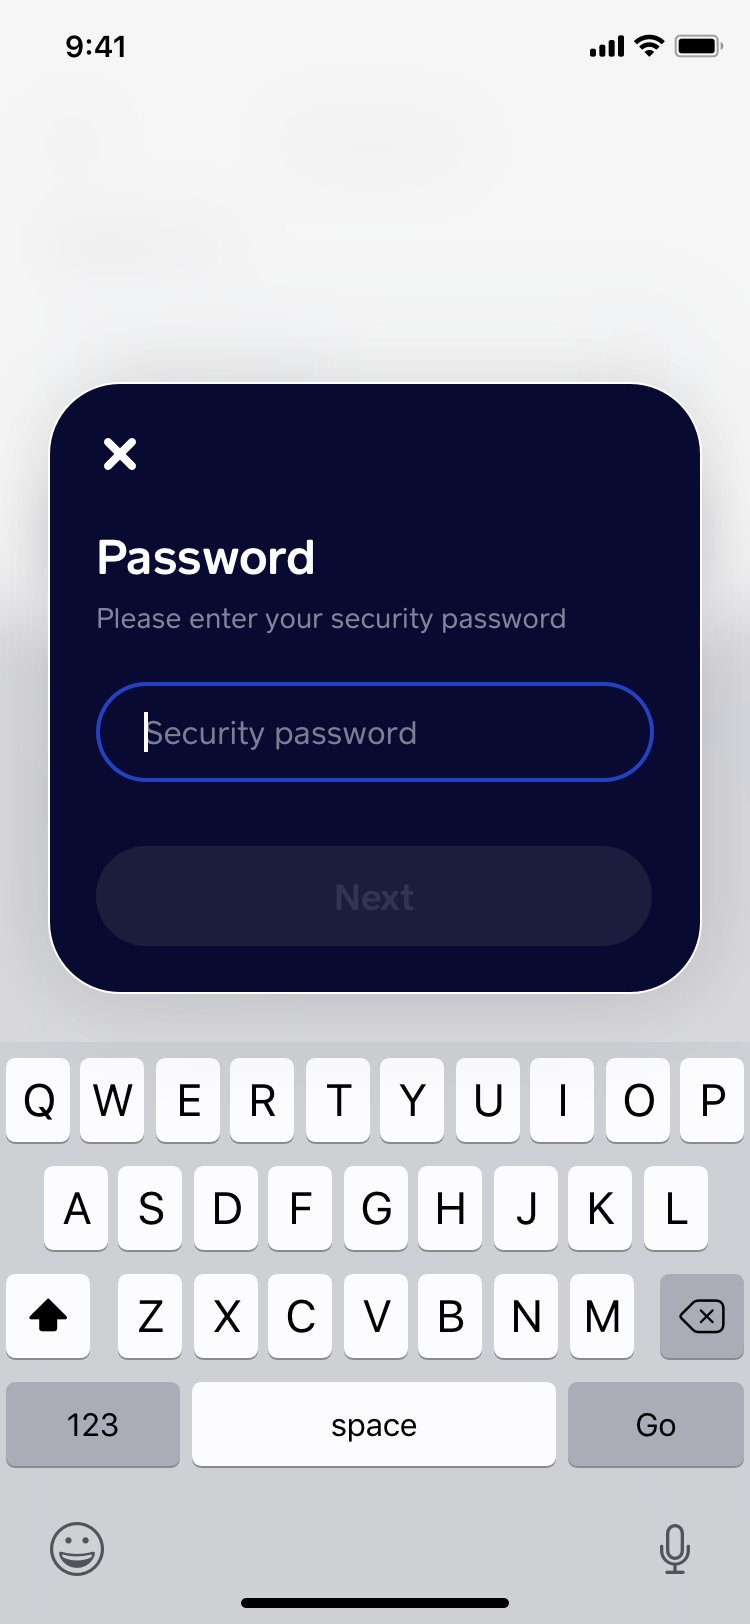 9:41
Password
Please enter your security password
Security password
Next
Q W E R T Y U I O P
A S D F G H J K L
Z X C V B N M
123 space Go